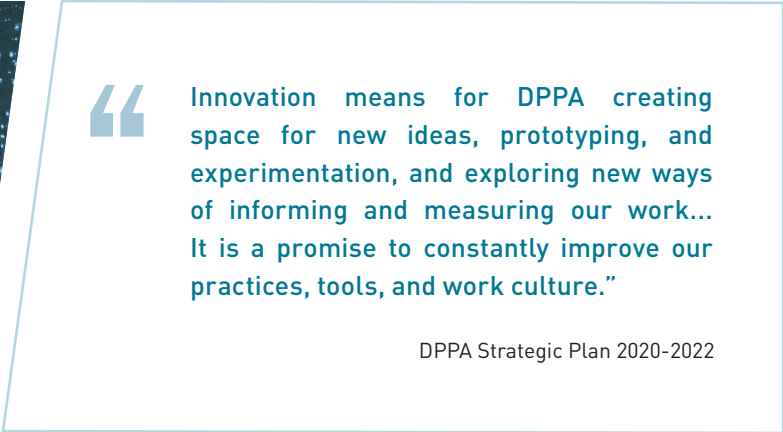 “
Innovation means for DPPA creating
space for new ideas, prototyping, and
experimentation, and exploring new ways
of informing and measuring our work...
It is a promise to constantly improve our
practices, tools, and work culture.”
DPPA Strategic Plan 2020-2022